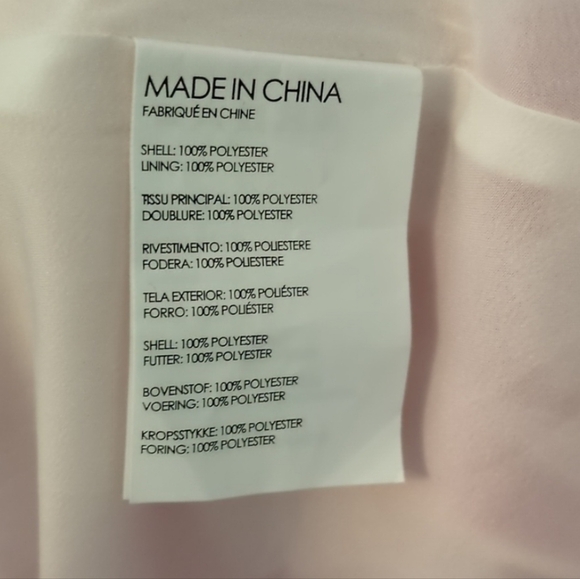 MADE IN CHINA
FABRIQUÉ EN CHINE
SHELL: 100% POLYESTER
LINING: 100% POLYESTER
TISSU PRINCIPAL: 100% POLYESTER
DOUBLURE: 100% POLYESTER
RIVESTIMENTO: 100% POLIESTERE
FODERA: 100% POLIESTERE
TELA EXTERIOR: 100% POLIÉSTER
FORRO: 100% POLIÉSTER
SHELL: 100% POLYESTER
FUTTER: 100% POLYESTER
BOVENSTOF: 100% POLYESTER
VOERING: 100% POLYESTER
KROPSSTYKKE: 100% POLYESTER
FORING: 100% POLYESTER